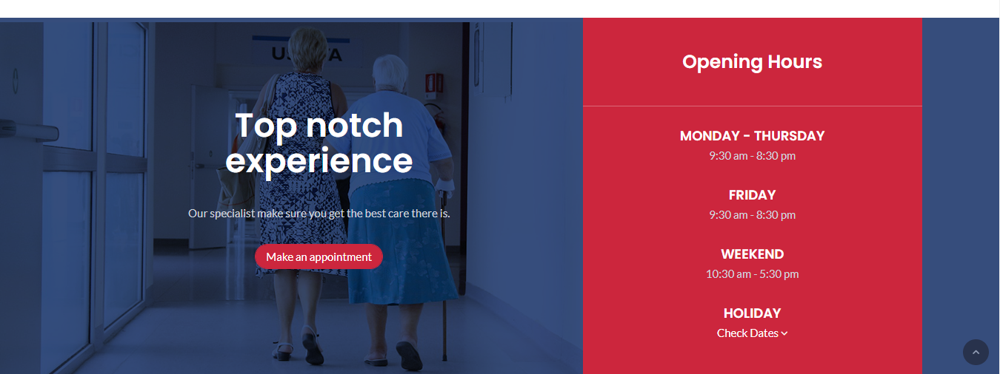 Top notch
experience
Our specialist make sure you get the best care there is.
Make an appointment
Opening Hours
MONDAY - THURSDAY
9:30 am - 8:30 pm
FRIDAY
9:30 am - 8:30 pm
WEEKEND
10:30 am - 5:30 pm
HOLIDAY
Check Dates